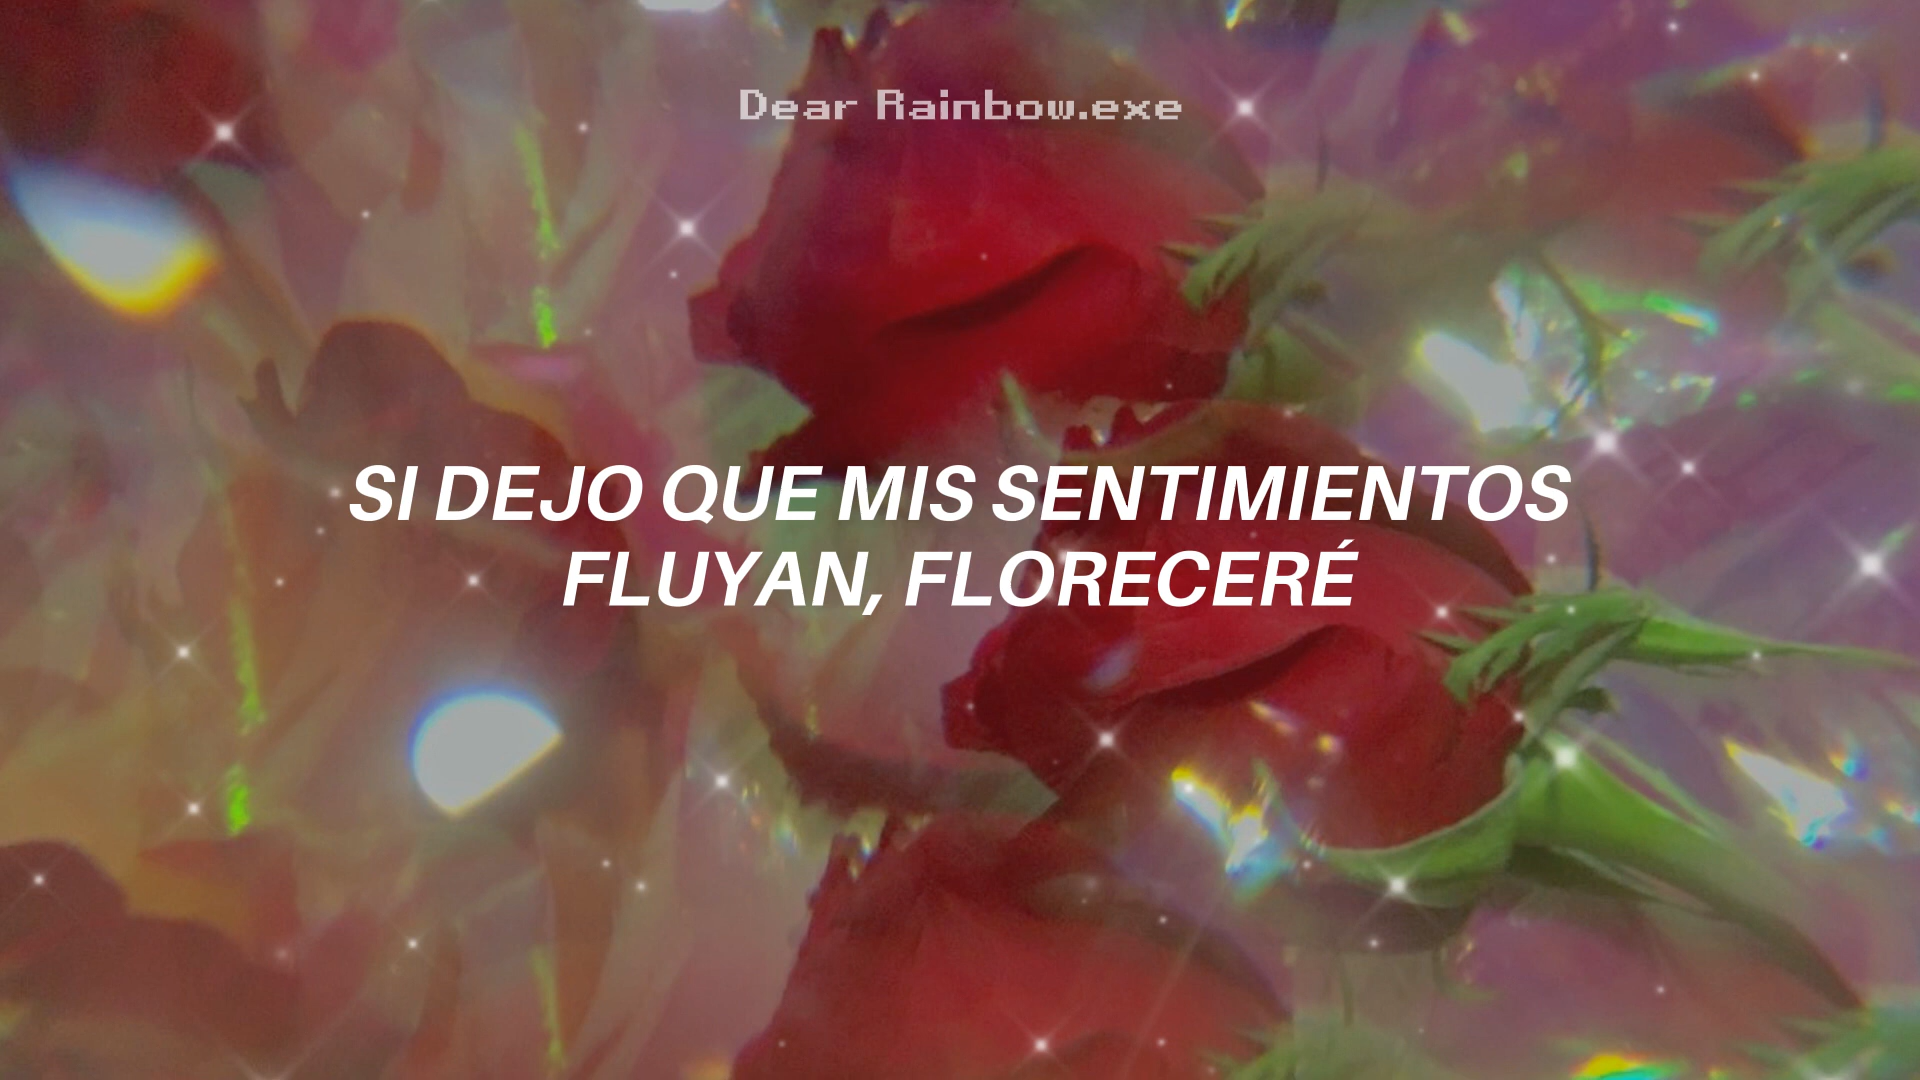 Dear Rainbow.exe
SI DEJO QUE MIS SENTIMIENTOS
FLUYAN, FLORECERÉ